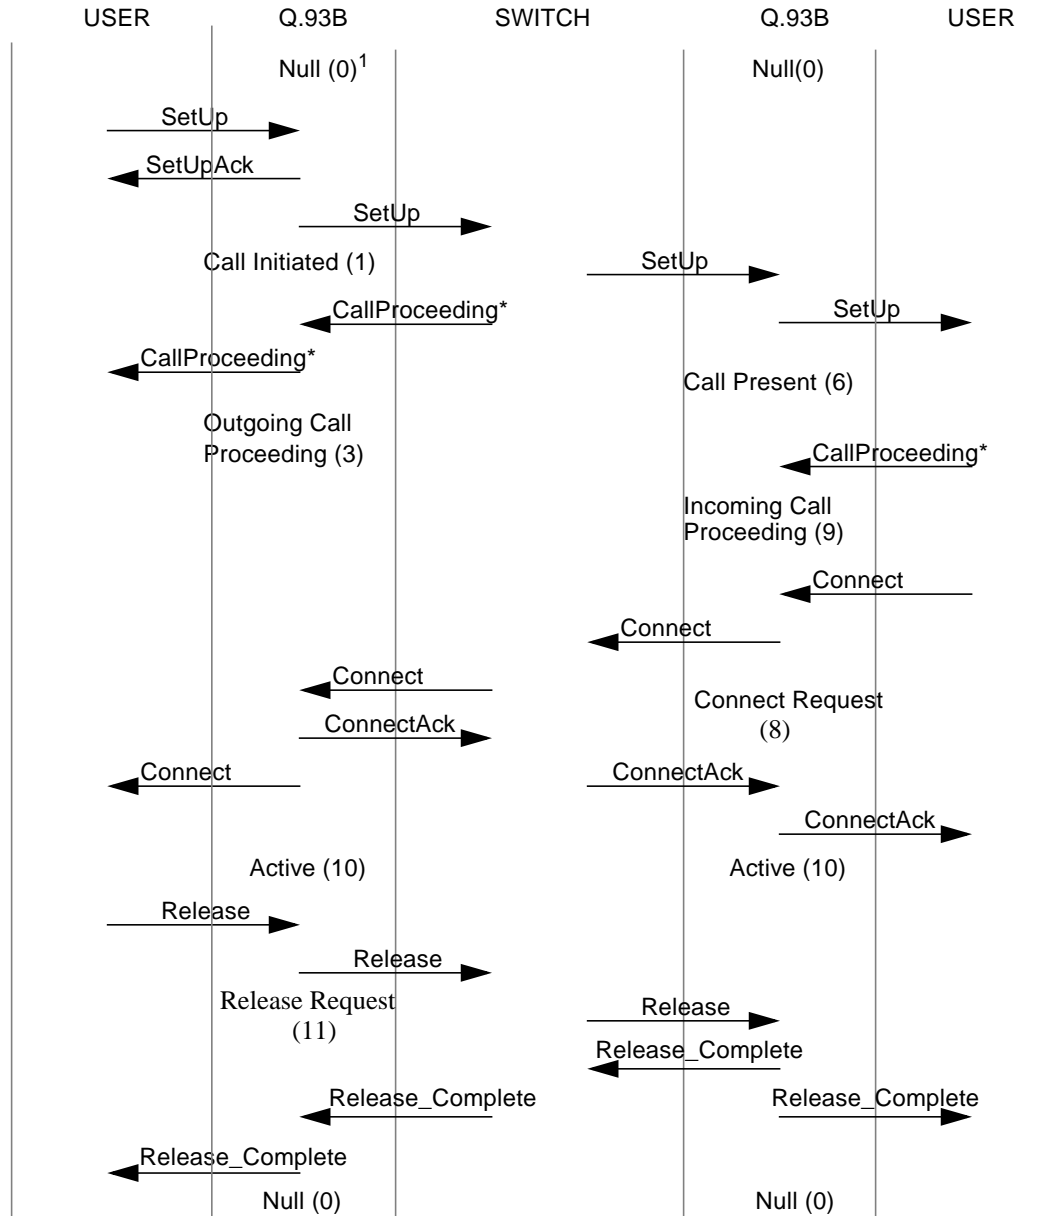 USER Q.93B SWITCH Q.93B USER
Null (0)1 Null(0)
SetUp
SetUpAck
SetUp
Call Initiated (1) SetUp
CallProceeding* SetUp
CallProceeding*
Call Present (6)
Outgoing Call
Proceeding (3) CallProceeding*
Incoming Call
Proceeding (9)
Connect
Connect
Connect
Connect Request
ConnectAck (8)
Connect ConnectAck
ConnectAck
Active (10) Active (10)
Release
Release
Release Request Release
(11)
Release_Complete
Release_Complete Release_Complete
Release_Complete
Null (0) Null (0)